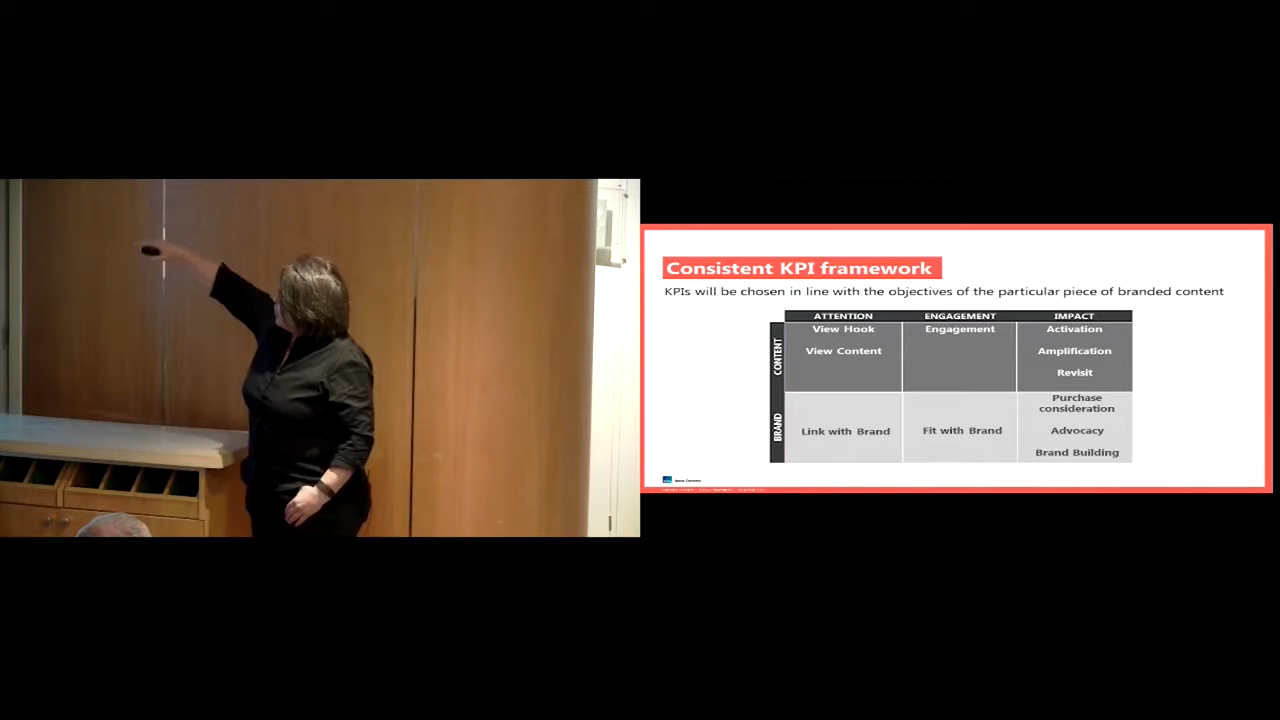 Consistent KPI framework
KPIs will be chosen in line with the objectives of the particular piece of branded content
ATTENTION ENGAGEMENT IMPACT
CONTENT
View Hook Engagement Activation
View Content Amplification
Revisit
BRAND
Purchase
consideration
Link with Brand Fit with Brand Advocacy
Brand Building